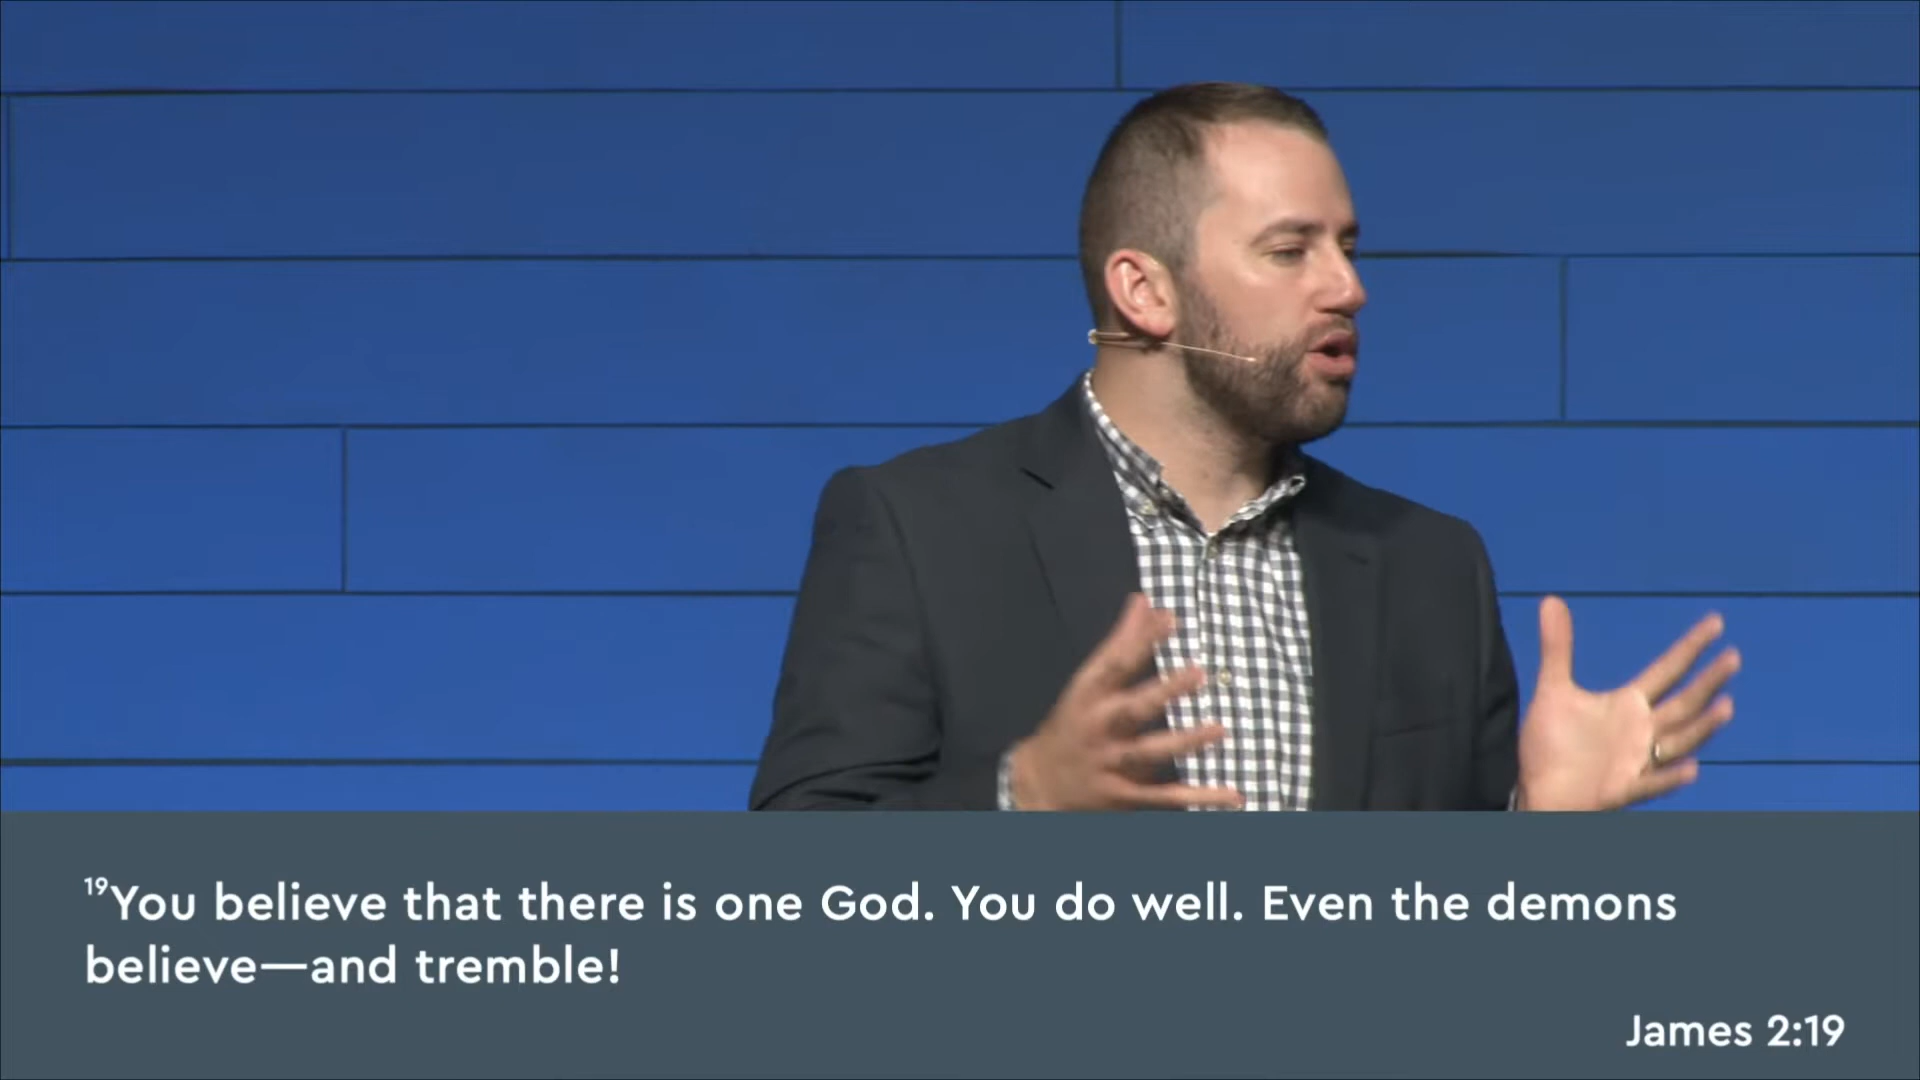 ¹⁹You believe that there is one God. You do well. Even the demons
believe—and tremble!
James 2:19